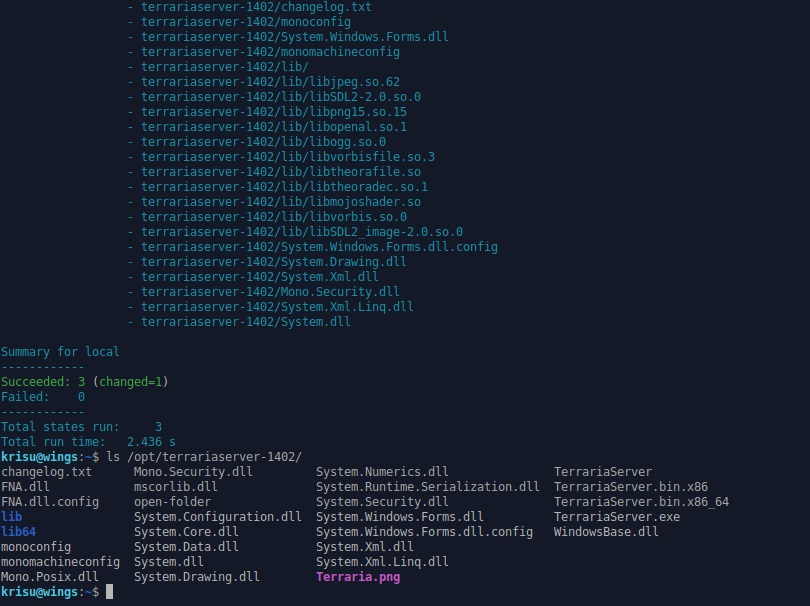 - terrariaserver-1402/changelog.txt
- terrariaserver-1402/monoconfig
- terrariaserver-1402/System.Windows.Forms.dll
- terrariaserver-1402/monomachineconfig
- terrariaserver-1402/lib/
- terrariaserver-1402/lib/libjpeg.so.62
- terrariaserver-1402/lib/libSDL2-2.0.so.0
- terrariaserver-1402/lib/libpng15.so.15
- terrariaserver-1402/lib/libopenal.so.1
- terrariaserver-1402/lib/libogg.so.0
- terrariaserver-1402/lib/libvorbisfile.so.3
- terrariaserver-1402/lib/libtheorafile.so
- terrariaserver-1402/lib/libtheoradec.so.1
- terrariaserver-1402/lib/libmojoshader.so
- terrariaserver-1402/lib/libvorbis.so.0
- terrariaserver-1402/lib/libSDL2_image-2.0.so.0
- terrariaserver-1402/System.Windows.Forms.dll.config
- terrariaserver-1402/System.Drawing.dll
- terrariaserver-1402/System.Xml.dll
- terrariaserver-1402/Mono.Security.dll
- terrariaserver-1402/System.Xml.Linq.dll
- terrariaserver-1402/System.dll
Summary for local
------------
Succeeded: 3 (changed=1)
Failed:    0
------------
Total states run:     3
Total run time:   2.436 s
krisu@wings:~$ ls /opt/terrariaserver-1402/
changelog.txt      Mono.Security.dll         System.Numerics.dll                TerrariaServer
FNA.dll            mscorlib.dll              System.Runtime.Serialization.dll  TerrariaServer.bin.x86
FNA.dll.config     open-folder               System.Security.dll               TerrariaServer.bin.x86_64
lib                System.Configuration.dll  System.Windows.Forms.dll          TerrariaServer.exe
lib64              System.Core.dll           System.Windows.Forms.dll.config   WindowsBase.dll
monoconfig         System.Data.dll           System.Xml.dll
monomachineconfig  System.dll                System.Xml.Linq.dll
Mono.Posix.dll     System.Drawing.dll        Terraria.png
krisu@wings:~$